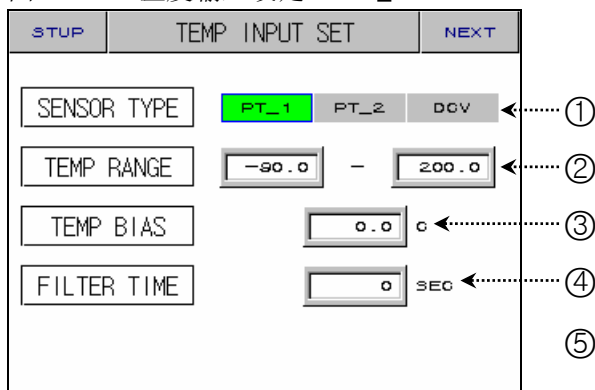 STUP TEMP INPUT SET NEXT
SENSOR TYPE PT_1 PT_2 DCV ①
TEMP RANGE -90.0 - 200.0 ②
TEMP BIAS 0.0 C ③
FILTER TIME 0 SEC ④
⑤